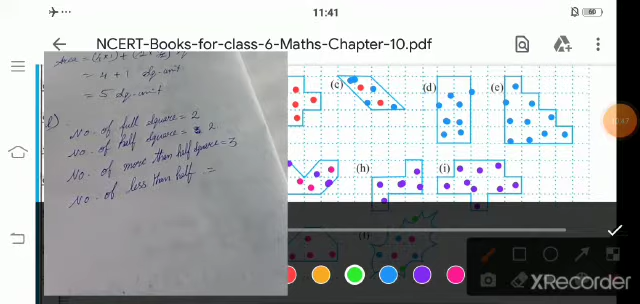 11:41
60
NCERT-Books-for-class-6-Maths-Chapter-10.pdf
= 4 + 1 Sq-unit
= 5 Sq-unit
l)
No. of full square = 2
No. of half square = 2
No. of more than half square = 3
No. of less than half =
(c)
(d)
(e)
(h)
(i)
XRecorder